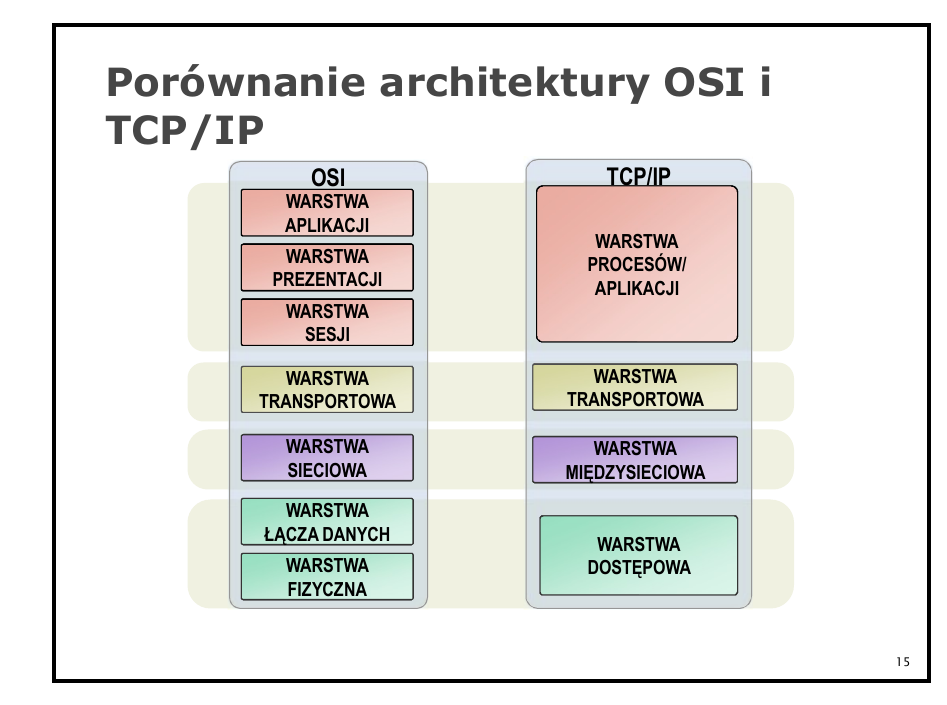 Porównanie architektury OSI i
TCP/IP
OSI
WARSTWA
APLIKACJI
WARSTWA
PREZENTACJI
WARSTWA
SESJI
WARSTWA
TRANSPORTOWA
WARSTWA
SIECIOWA
WARSTWA
ŁĄCZA DANYCH
WARSTWA
FIZYCZNA
TCP/IP
WARSTWA
PROCESÓW/
APLIKACJI
WARSTWA
TRANSPORTOWA
WARSTWA
MIĘDZYSIECIOWA
WARSTWA
DOSTĘPOWA
15